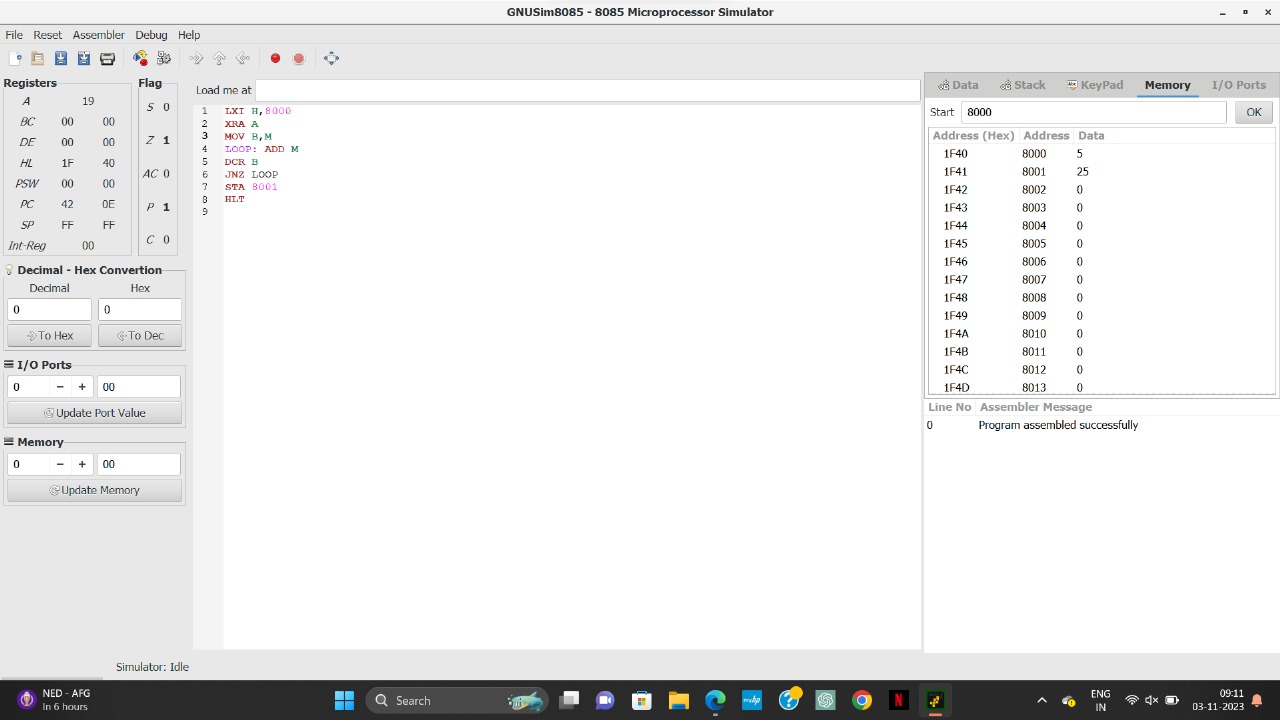 GNUSim8085 - 8085 Microprocessor Simulator
File Reset Assembler Debug Help
Registers
A 19
BC 00 00
DE 00 00
HL 1F 40
PSW 00 00
PC 42 0E
SP FF FF
Int-Reg 00
Flag
S 0
Z 1
AC 0
P 1
C 0
Decimal - Hex Convertion
Decimal Hex
0 0
To Hex To Dec
I/O Ports
0 − + 00
Update Port Value
Memory
0 − + 00
Update Memory
Load me at
1 LXI H,8000
2 XRA A
3 MOV B,M
4 LOOP: ADD M
5 DCR B
6 JNZ LOOP
7 STA 8001
8 HLT
9
Data Stack KeyPad Memory I/O Ports
Start 8000 OK
Address (Hex) Address Data
1F40 8000 5
1F41 8001 25
1F42 8002 0
1F43 8003 0
1F44 8004 0
1F45 8005 0
1F46 8006 0
1F47 8007 0
1F48 8008 0
1F49 8009 0
1F4A 8010 0
1F4B 8011 0
1F4C 8012 0
1F4D 8013 0
Line No Assembler Message
0 Program assembled successfully
Simulator: Idle
NED - AFG
In 6 hours
Search
ENG
IN
09:11
03-11-2023